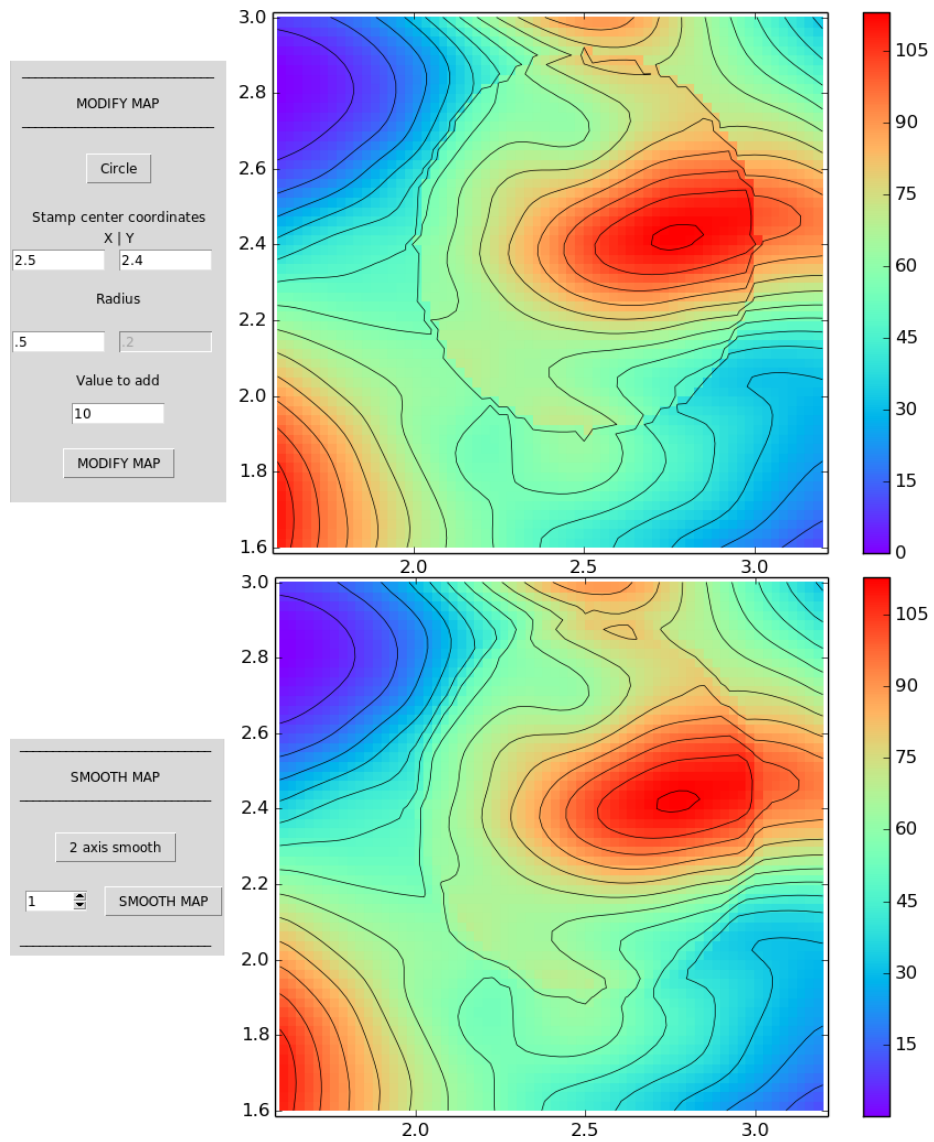 MODIFY MAP
Circle
Stamp center coordinates
X | Y
2.5 2.4
Radius
.5 .2
Value to add
10
MODIFY MAP
3.0
2.8
2.6
2.4
2.2
2.0
1.8
1.6
2.0 2.5 3.0
105
90
75
60
45
30
15
0
SMOOTH MAP
2 axis smooth
1 SMOOTH MAP
3.0
2.8
2.6
2.4
2.2
2.0
1.8
1.6
2.0 2.5 3.0
105
90
75
60
45
30
15